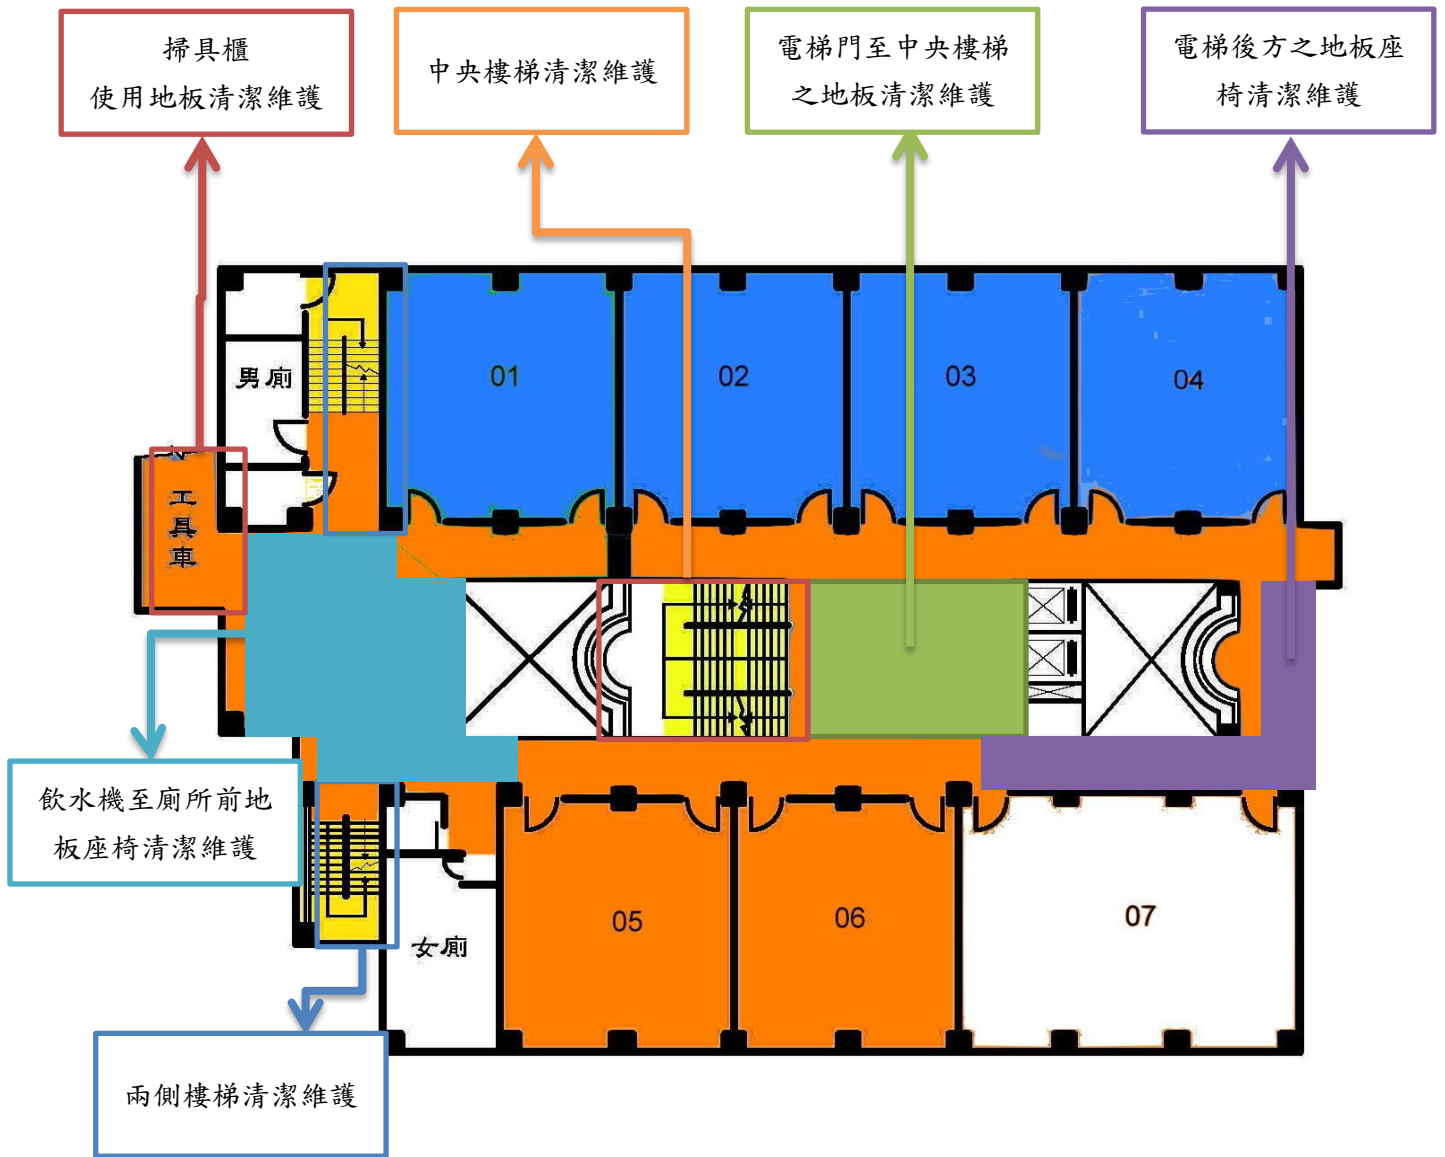 掃具櫃
使用地板清潔維護
中央樓梯清潔維護
電梯門至中央樓梯
之地板清潔維護
電梯後方之地板座
椅清潔維護
男廁
01
02
03
04
工具車
飲水機至廁所前地
板座椅清潔維護
05
06
07
女廁
兩側樓梯清潔維護